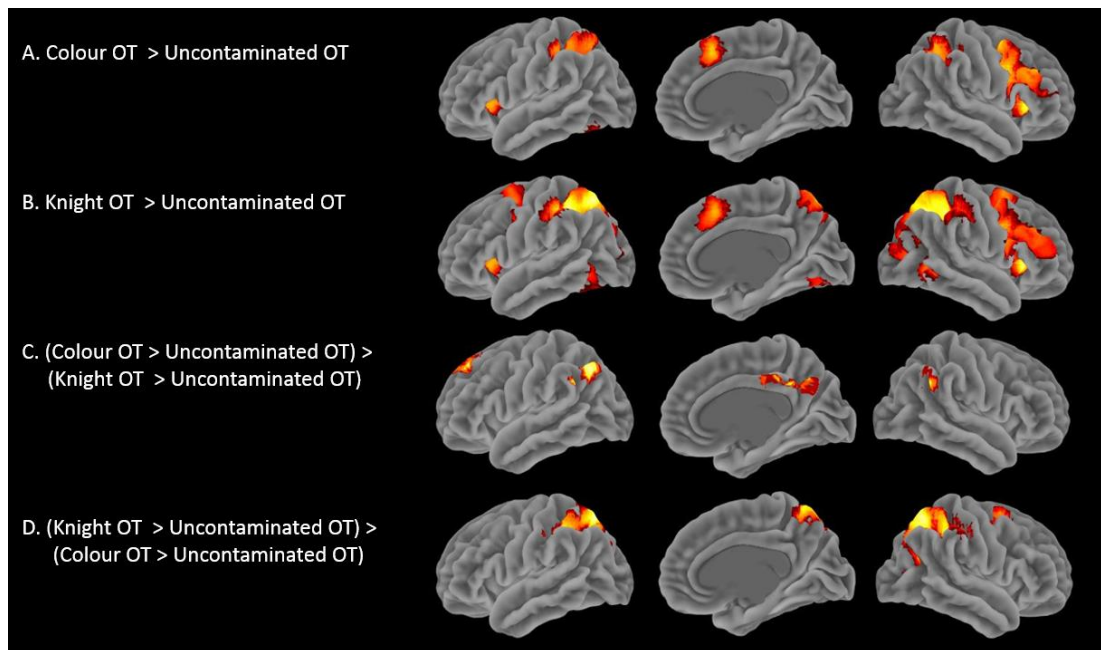 A. Colour OT > Uncontaminated OT
B. Knight OT > Uncontaminated OT
C. (Colour OT > Uncontaminated OT) >
(Knight OT > Uncontaminated OT)
D. (Knight OT > Uncontaminated OT) >
(Colour OT > Uncontaminated OT)